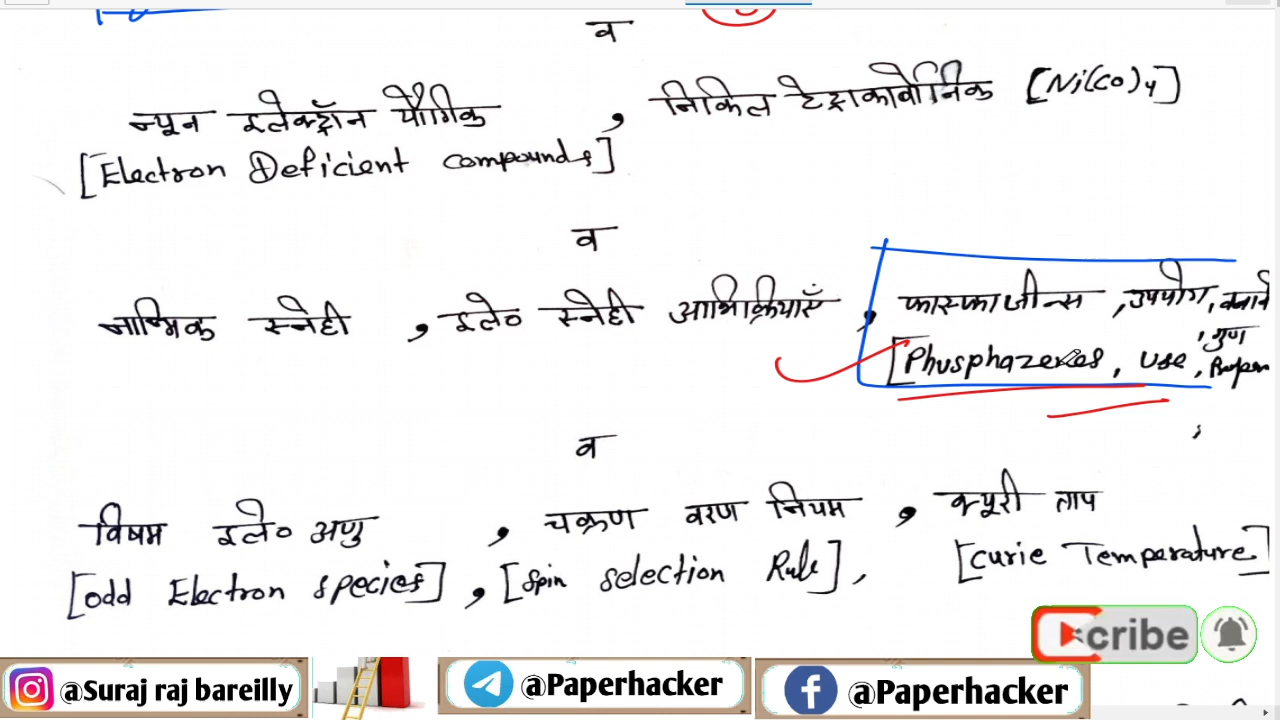 व
न्यून इलेक्ट्रॉन यौगिक , निकिल टेट्राकार्बोनिक [Ni(CO)4]
[Electron Deficient compounds]
व
नाभिक स्नेही , इले० स्नेही अभिक्रियाएँ , फास्फाजीन्स , उपयोग,
, गुण
[Phusphazenes, use,
व
विषम इले० अणु , चक्रण वरण नियम , क्यूरी ताप
[odd Electron species] , [spin selection Rule] , [Curie Temperature]
cribe
@Suraj raj bareilly @Paperhacker @Paperhacker